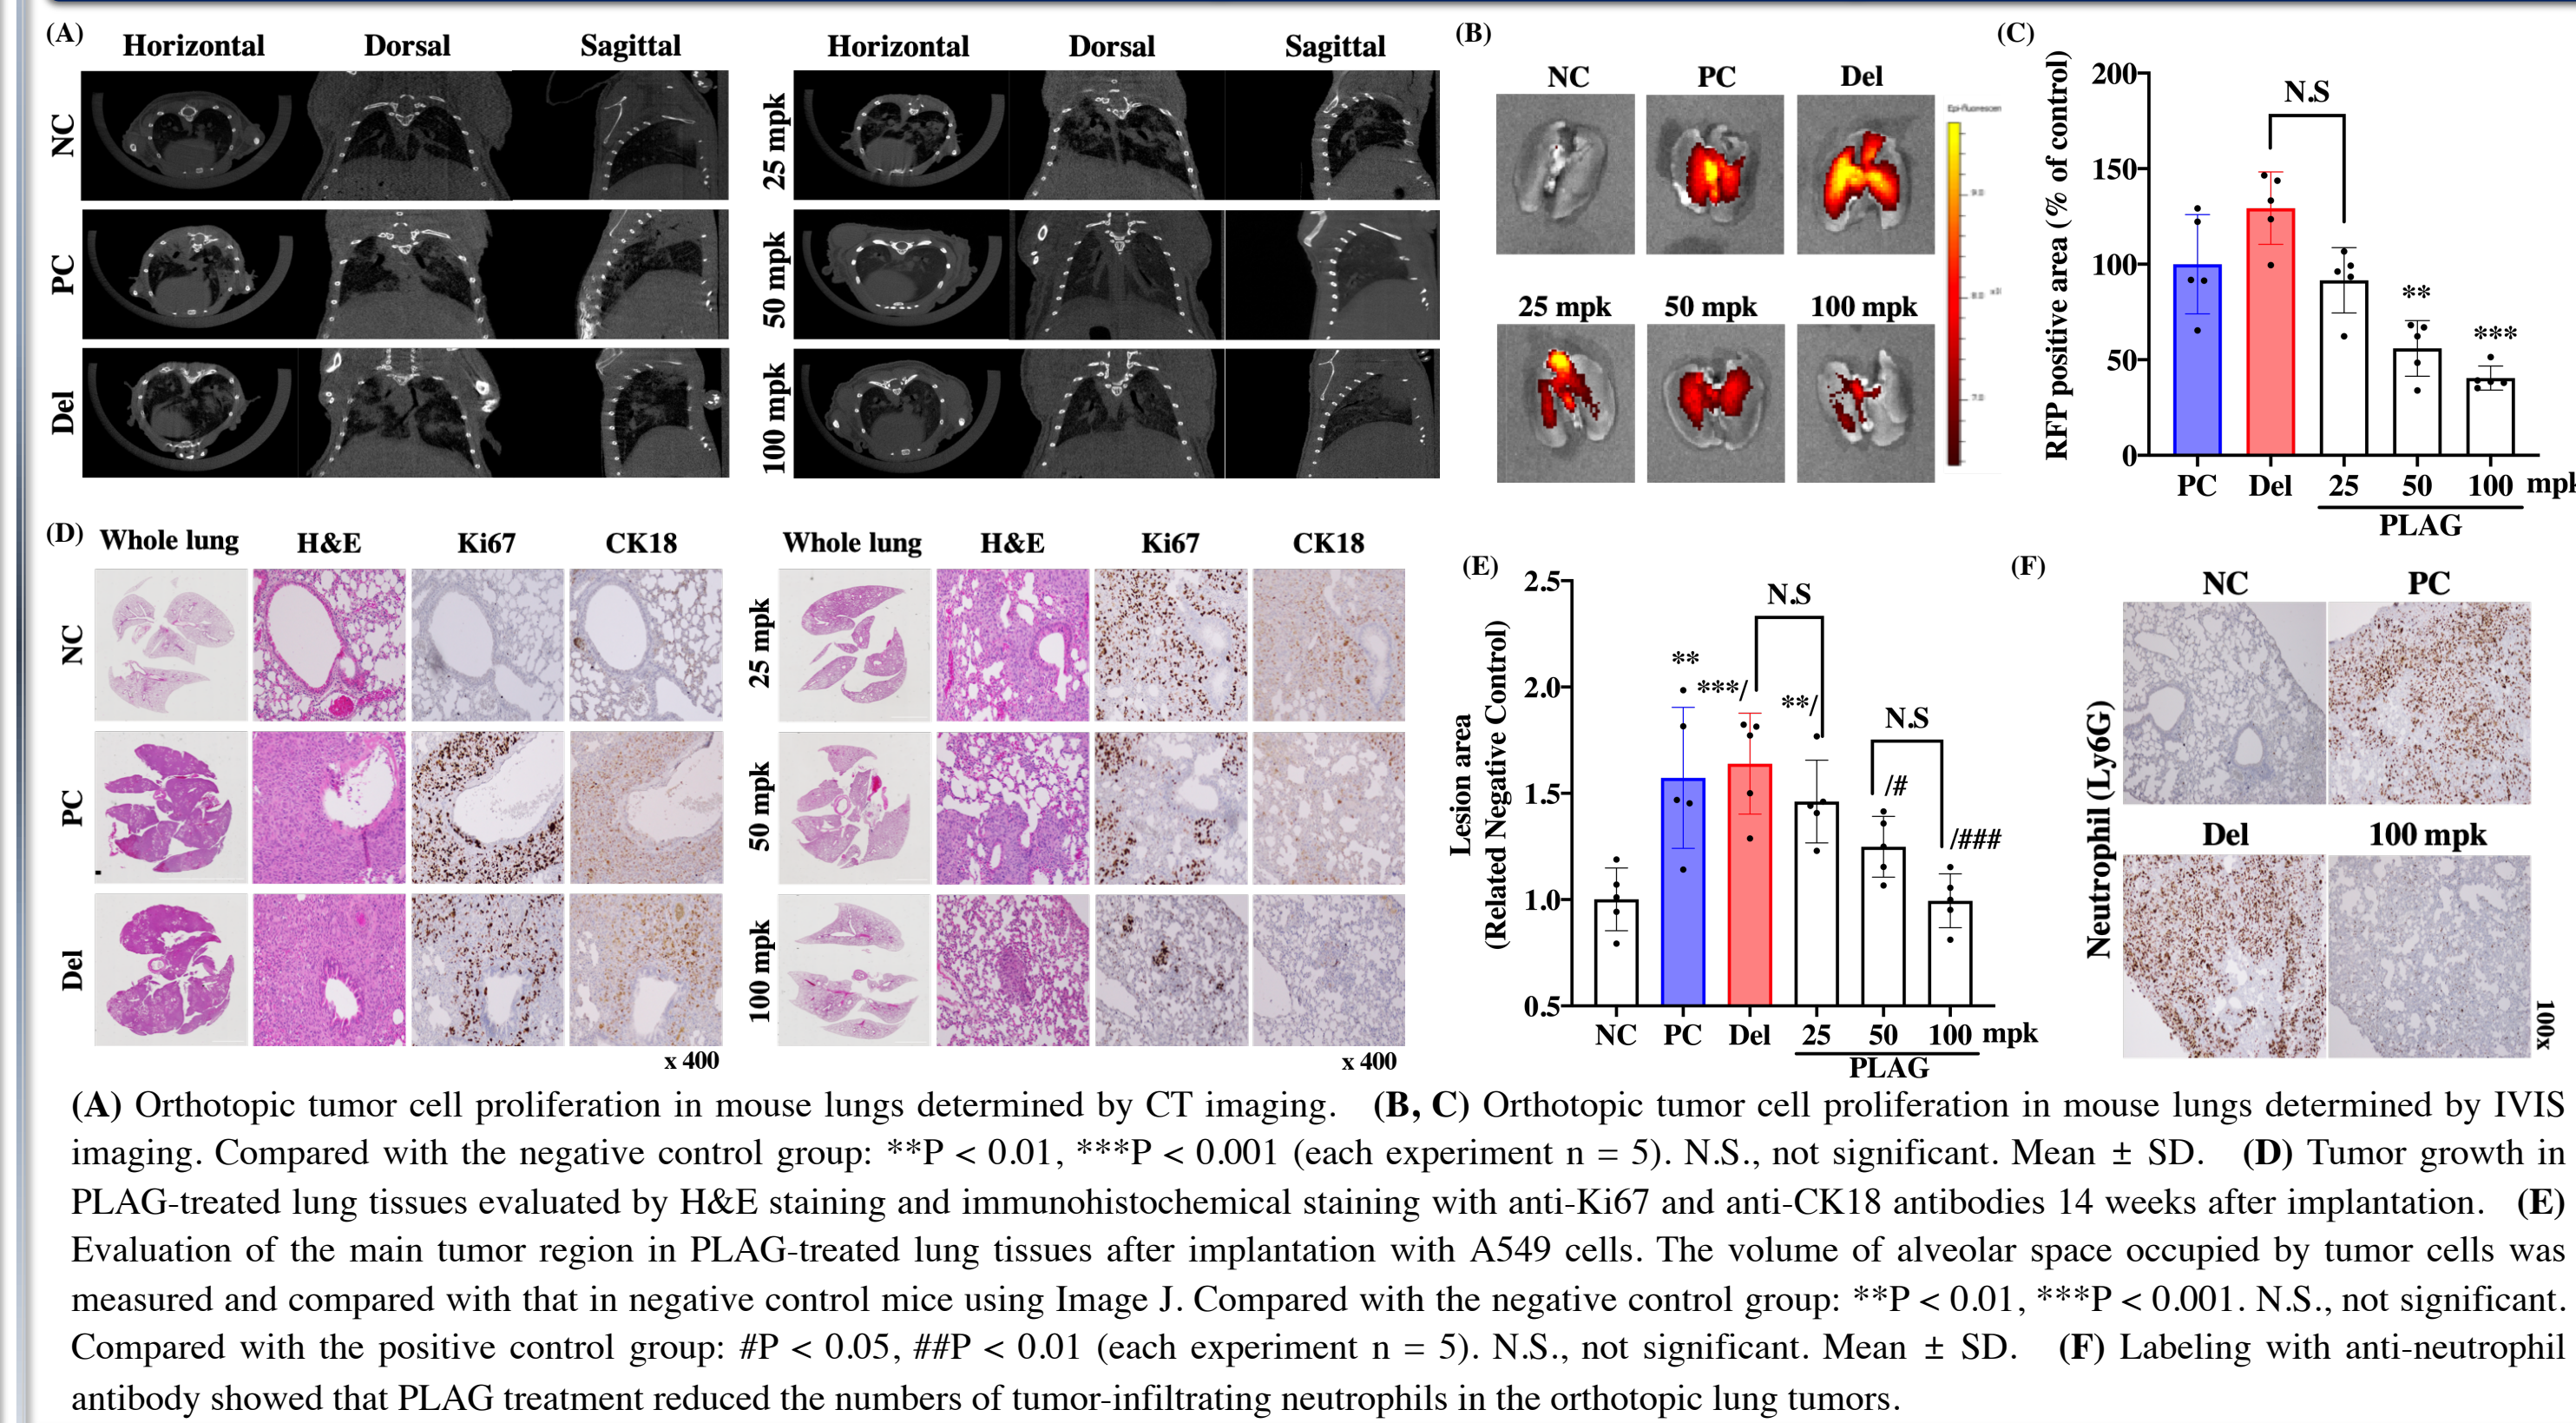 (A)
Horizontal Dorsal Sagittal Horizontal Dorsal Sagittal
NC
PC
Del
25 mpk
50 mpk
100 mpk
(B)
NC PC Del
25 mpk 50 mpk 100 mpk
(C)
RFP positive area (% of control)
200
150
100
50
0
N.S
**
***
PC Del 25 50 100
PLAG
(D)
Whole lung H&E Ki67 CK18 Whole lung H&E Ki67 CK18
NC
PC
Del
x 400
25 mpk
50 mpk
100 mpk
x 400
(E)
Lesion area
(Related Negative Control)
2.5
2.0
1.5
1.0
0.5
N.S
**
***/
**/
N.S
/#
/###
NC PC Del 25 50 100 mpk
PLAG
(F)
Neutrophil (Ly6G)
NC PC
Del 100 mpk
100x
(A) Orthotopic tumor cell proliferation in mouse lungs determined by CT imaging. (B, C) Orthotopic tumor cell proliferation in mouse lungs determined by IVIS
imaging. Compared with the negative control group: **P < 0.01, ***P < 0.001 (each experiment n = 5). N.S., not significant. Mean ± SD. (D) Tumor growth in
PLAG-treated lung tissues evaluated by H&E staining and immunohistochemical staining with anti-Ki67 and anti-CK18 antibodies 14 weeks after implantation. (E)
Evaluation of the main tumor region in PLAG-treated lung tissues after implantation with A549 cells. The volume of alveolar space occupied by tumor cells was
measured and compared with that in negative control mice using Image J. Compared with the negative control group: **P < 0.01, ***P < 0.001. N.S., not significant.
Compared with the positive control group: #P < 0.05, ##P < 0.01 (each experiment n = 5). N.S., not significant. Mean ± SD. (F) Labeling with anti-neutrophil
antibody showed that PLAG treatment reduced the numbers of tumor-infiltrating neutrophils in the orthotopic lung tumors.